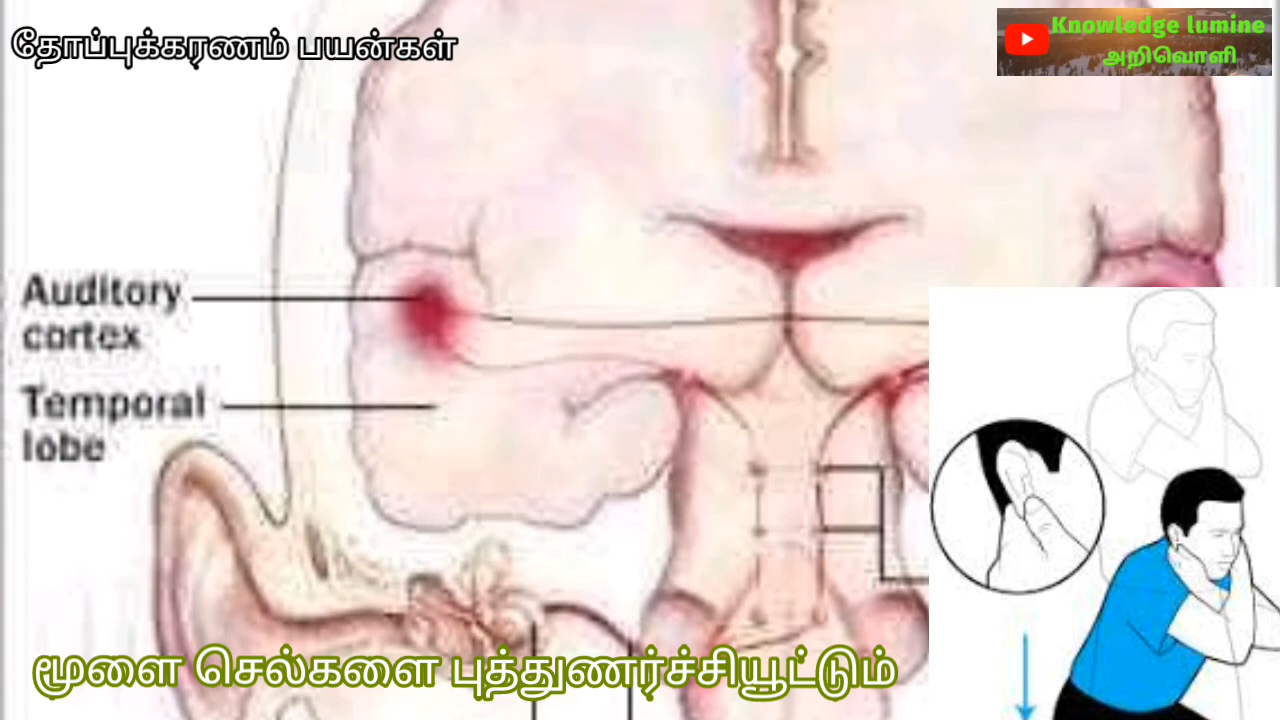 தோப்புக்கரணம் பயன்கள்
Knowledge lumine
அறிவொளி
Auditory
cortex
Temporal
lobe
மூளை செல்களை புத்துணர்ச்சியூட்டும்